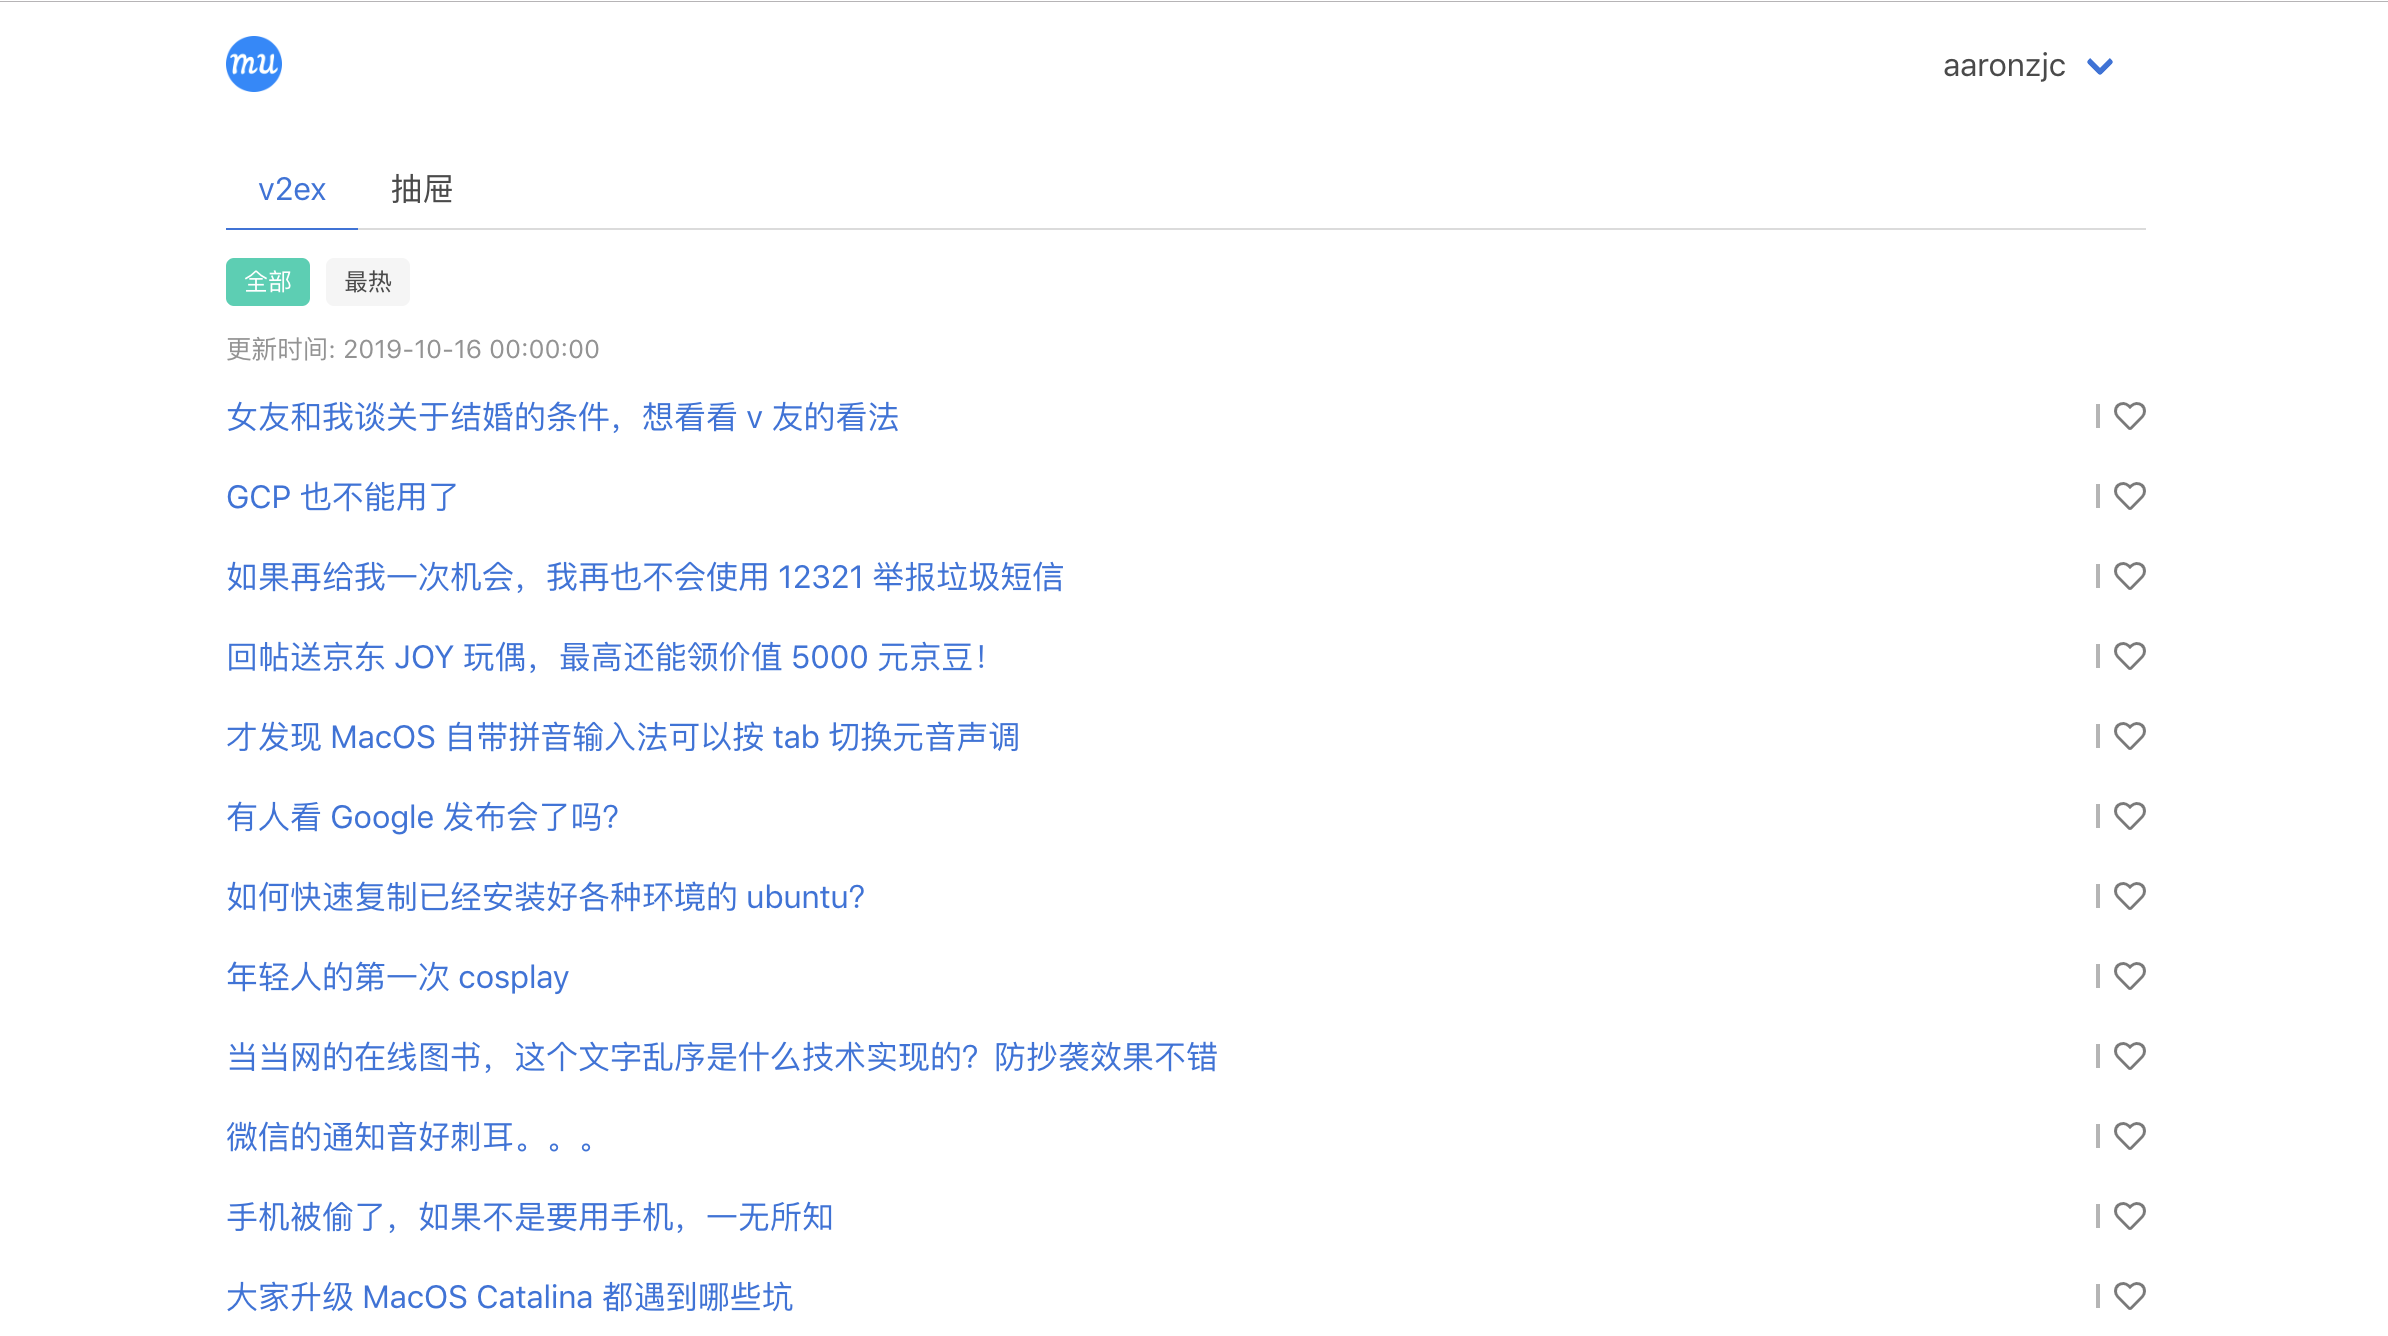 mu
aaronzjc
v2ex 抽屉
全部 最热
更新时间: 2019-10-16 00:00:00
女友和我谈关于结婚的条件，想看看 v 友的看法
GCP 也不能用了
如果再给我一次机会，我再也不会使用 12321 举报垃圾短信
回帖送京东 JOY 玩偶，最高还能领价值 5000 元京豆！
才发现 MacOS 自带拼音输入法可以按 tab 切换元音声调
有人看 Google 发布会了吗？
如何快速复制已经安装好各种环境的 ubuntu？
年轻人的第一次 cosplay
当当网的在线图书，这个文字乱序是什么技术实现的？防抄袭效果不错
微信的通知音好刺耳。。。
手机被偷了，如果不是要用手机，一无所知
大家升级 MacOS Catalina 都遇到哪些坑